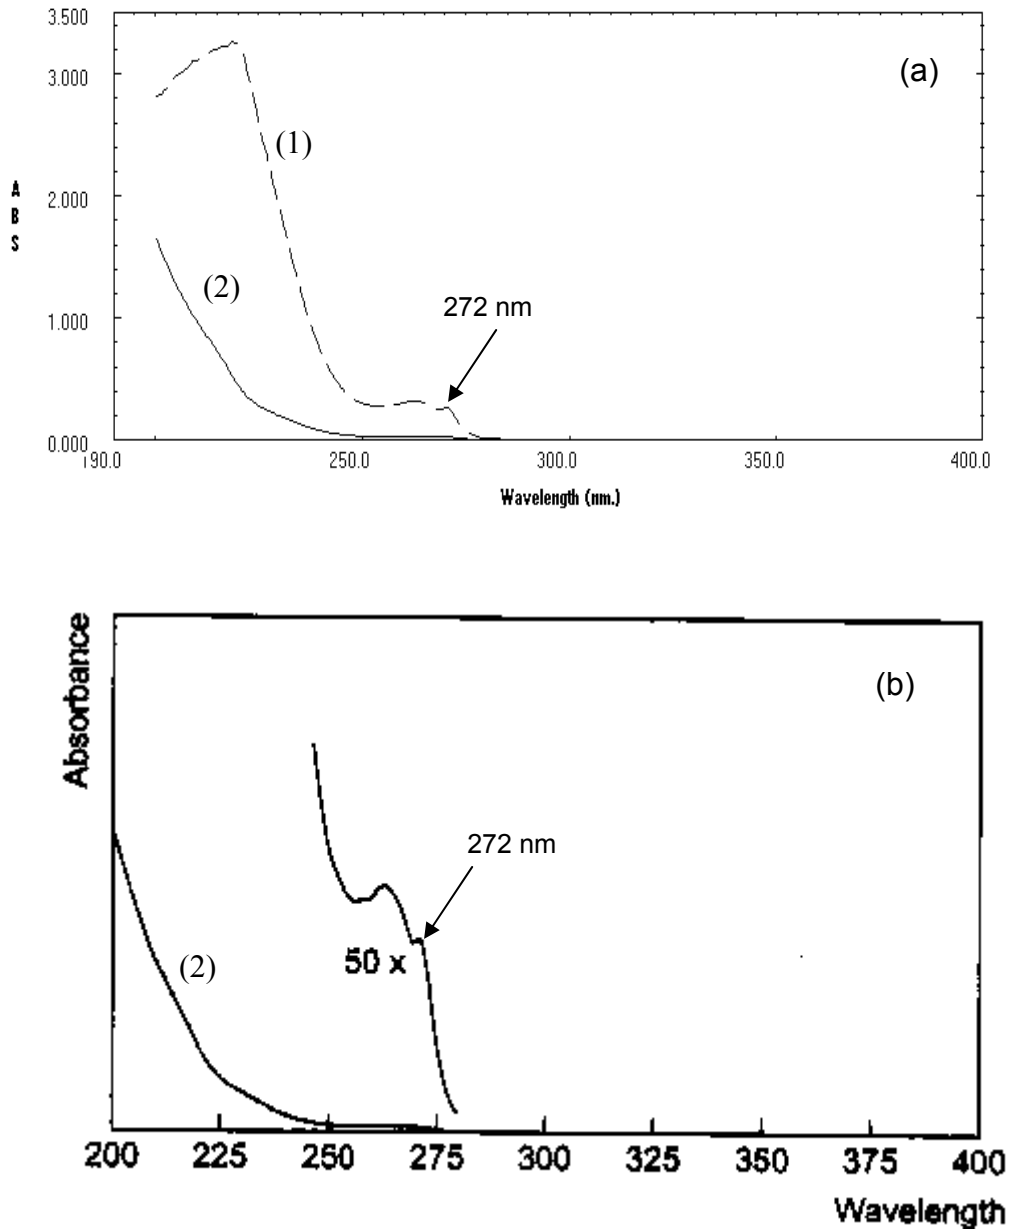 3.500
(a)
3.000
(1)
A
B
S
2.000
(2)
272 nm
1.000
0.000
190.0 250.0 300.0 350.0 400.0
Wavelength (nm.)
Absorbance
(b)
272 nm
50 x
(2)
200 225 250 275 300 325 350 375 400
Wavelength